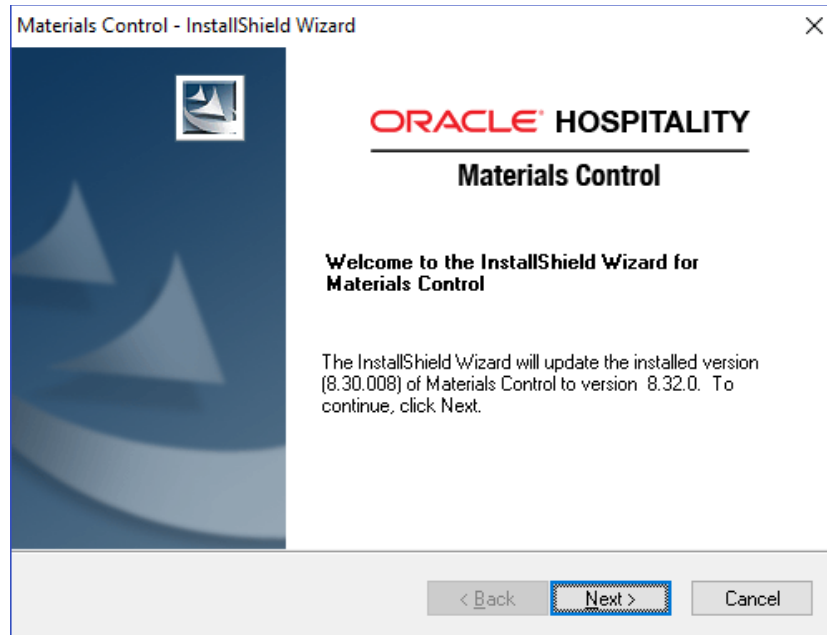 Materials Control - InstallShield Wizard
ORACLE® HOSPITALITY
Materials Control
Welcome to the InstallShield Wizard for
Materials Control
The InstallShield Wizard will update the installed version
(8.30.008) of Materials Control to version  8.32.0.  To
continue, click Next.
< Back
Next >
Cancel